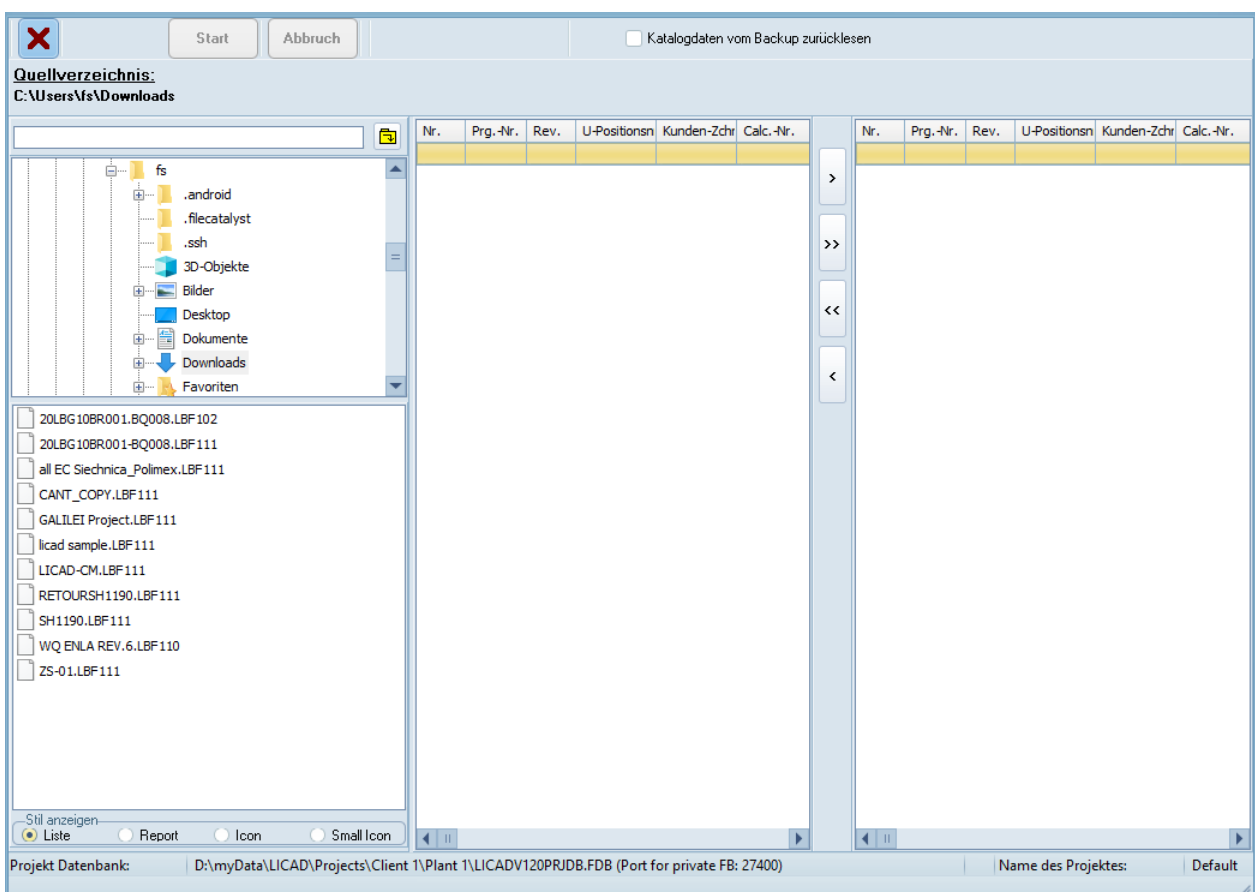 Start Abbruch Katalogdaten vom Backup zurücklesen
Quellverzeichnis:
C:\Users\fs\Downloads
Nr. Prg.-Nr. Rev. U-Positionsn Kunden-Zchr Calc.-Nr.
Nr. Prg.-Nr. Rev. U-Positionsn Kunden-Zchr Calc.-Nr.
fs
.android
.filecatalyst
.ssh
3D-Objekte
Bilder
Desktop
Dokumente
Downloads
Favoriten
>
>>
<<
<
20LBG10BR001.BQ008.LBF102
20LBG10BR001-BQ008.LBF111
all EC Siechnica_Polimex.LBF111
CANT_COPY.LBF111
GALILEI Project.LBF111
licad sample.LBF111
LICAD-CM.LBF111
RETOURSH1190.LBF111
SH1190.LBF111
WQ ENLA REV.6.LBF110
ZS-01.LBF111
Stil anzeigen
Liste Report Icon Small Icon
Projekt Datenbank: D:\myData\LICAD\Projects\Client 1\Plant 1\LICADV120PRJDB.FDB (Port for private FB: 27400) Name des Projektes: Default